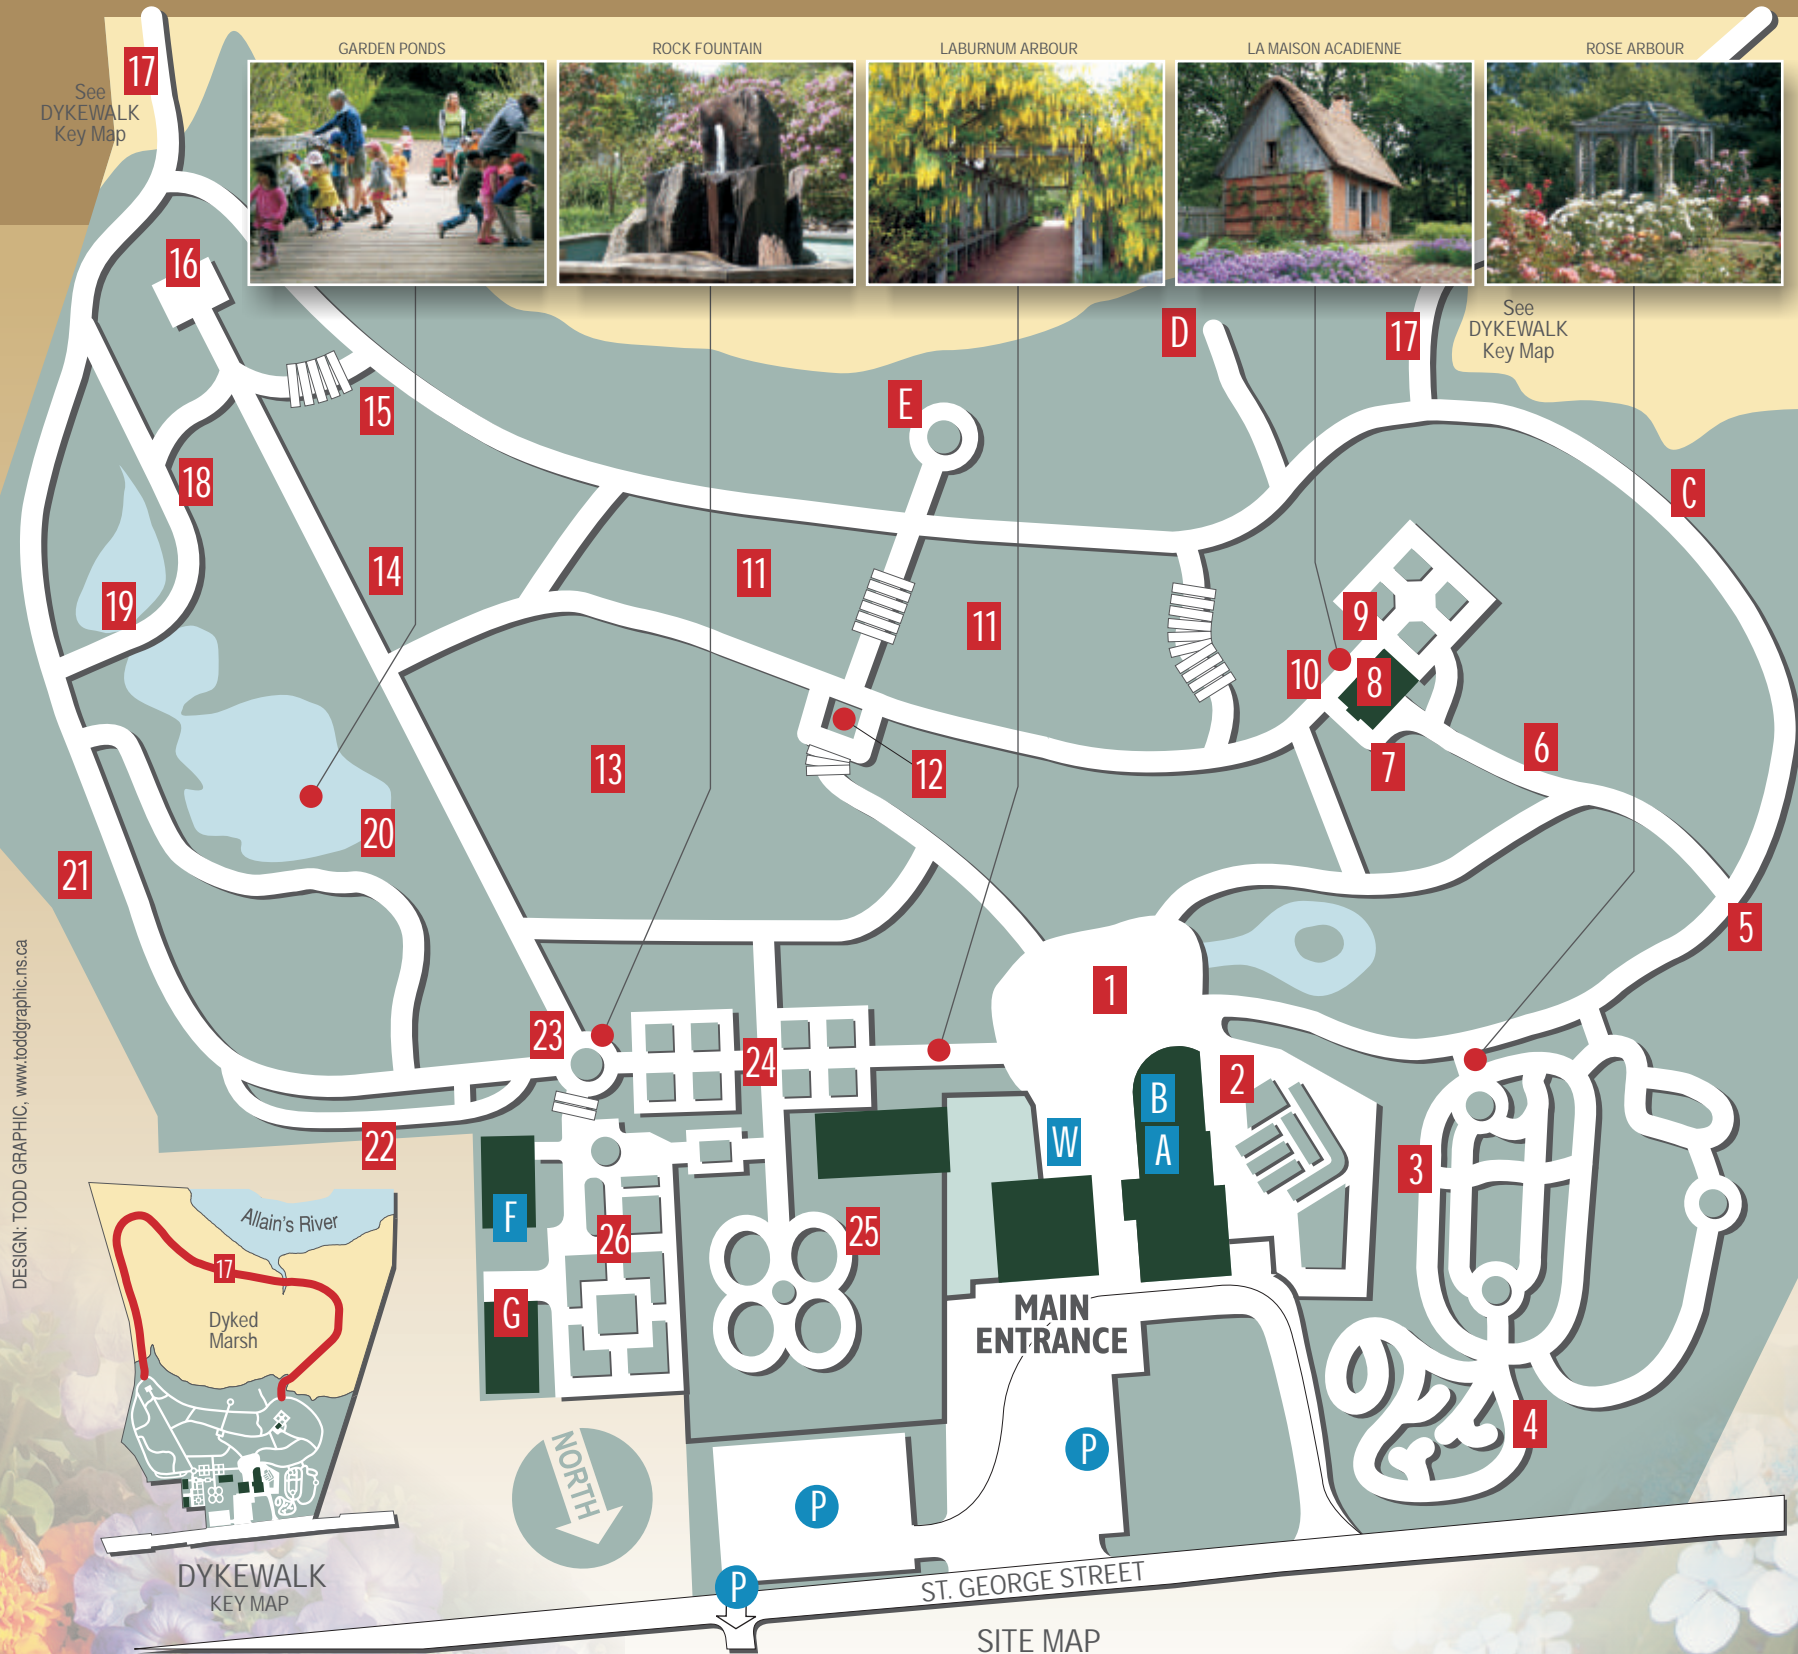 GARDEN PONDS
ROCK FOUNTAIN
LABURNUM ARBOUR
LA MAISON ACADIENNE
ROSE ARBOUR
17
See
DYKEWALK
Key Map
16
15
E
D
17
See
DYKEWALK
Key Map
C
18
14
11
11
19
9
10
8
13
12
7
6
20
21
5
1
23
24
2
B
W
A
22
3
F
26
25
G
MAIN
ENTRANCE
4
P
P
P
NORTH
ST. GEORGE STREET
SITE MAP
Allain's River
17
Dyked
Marsh
DYKEWALK
KEY MAP
DESIGN: TODD GRAPHIC, www.toddgraphic.ns.ca